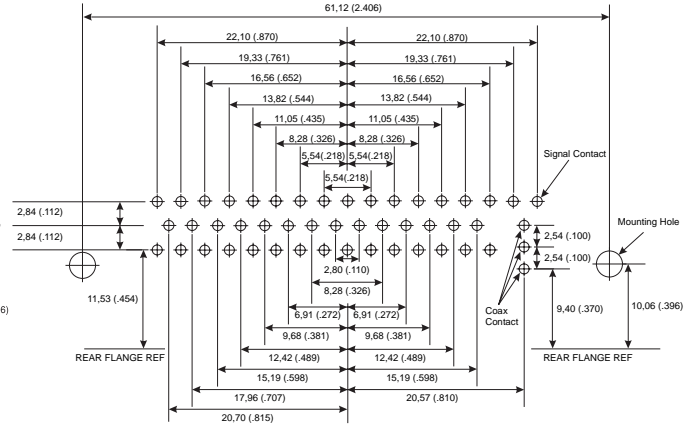 61,12 (2.406)
22,10 (.870) 22,10 (.870)
19,33 (.761) 19,33 (.761)
16,56 (.652) 16,56 (.652)
13,82 (.544) 13,82 (.544)
11,05 (.435) 11,05 (.435)
8,28 (.326) 8,28 (.326)
5,54(.218) 5,54(.218)
Signal Contact
5,54(.218)
2,84 (.112)
Mounting Hole
2,84 (.112)
2,54 (.100)
2,54 (.100)
2,80 (.110)
8,28 (.326)
11,53 (.454)
6)
6,91 (.272) 6,91 (.272)
Coax
Contact
9,40 (.370)
10,06 (.396)
9,68 (.381) 9,68 (.381)
REAR FLANGE REF
12,42 (.489) 12,42 (.489)
REAR FLANGE REF
15,19 (.598) 15,19 (.598)
17,96 (.707)
20,57 (.810)
20,70 (.815)